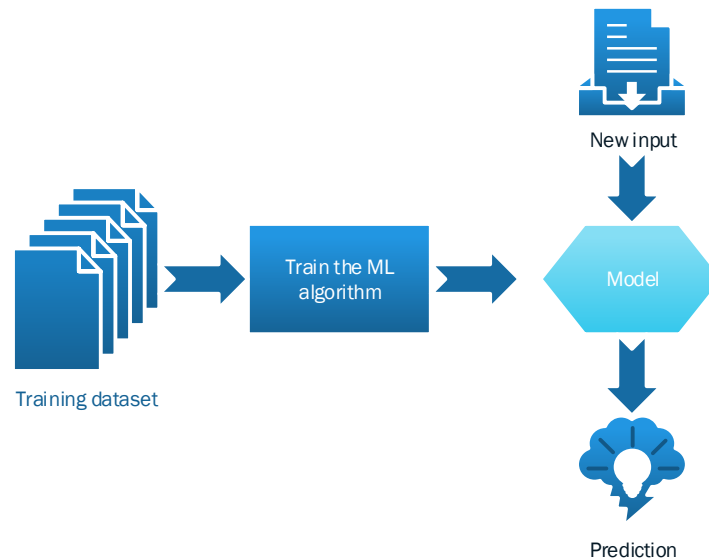 New input
Train the ML
algorithm
Model
Training dataset
Prediction